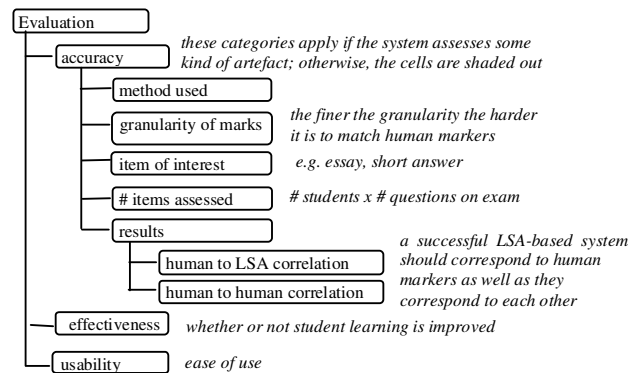 Evaluation
accuracy
these categories apply if the system assesses some
kind of artefact; otherwise, the cells are shaded out
method used
granularity of marks
the finer the granularity the harder
it is to match human markers
item of interest
e.g. essay, short answer
# items assessed
# students x # questions on exam
results
human to LSA correlation
human to human correlation
a successful LSA-based system
should correspond to human
markers as well as they
correspond to each other
effectiveness
whether or not student learning is improved
usability
ease of use